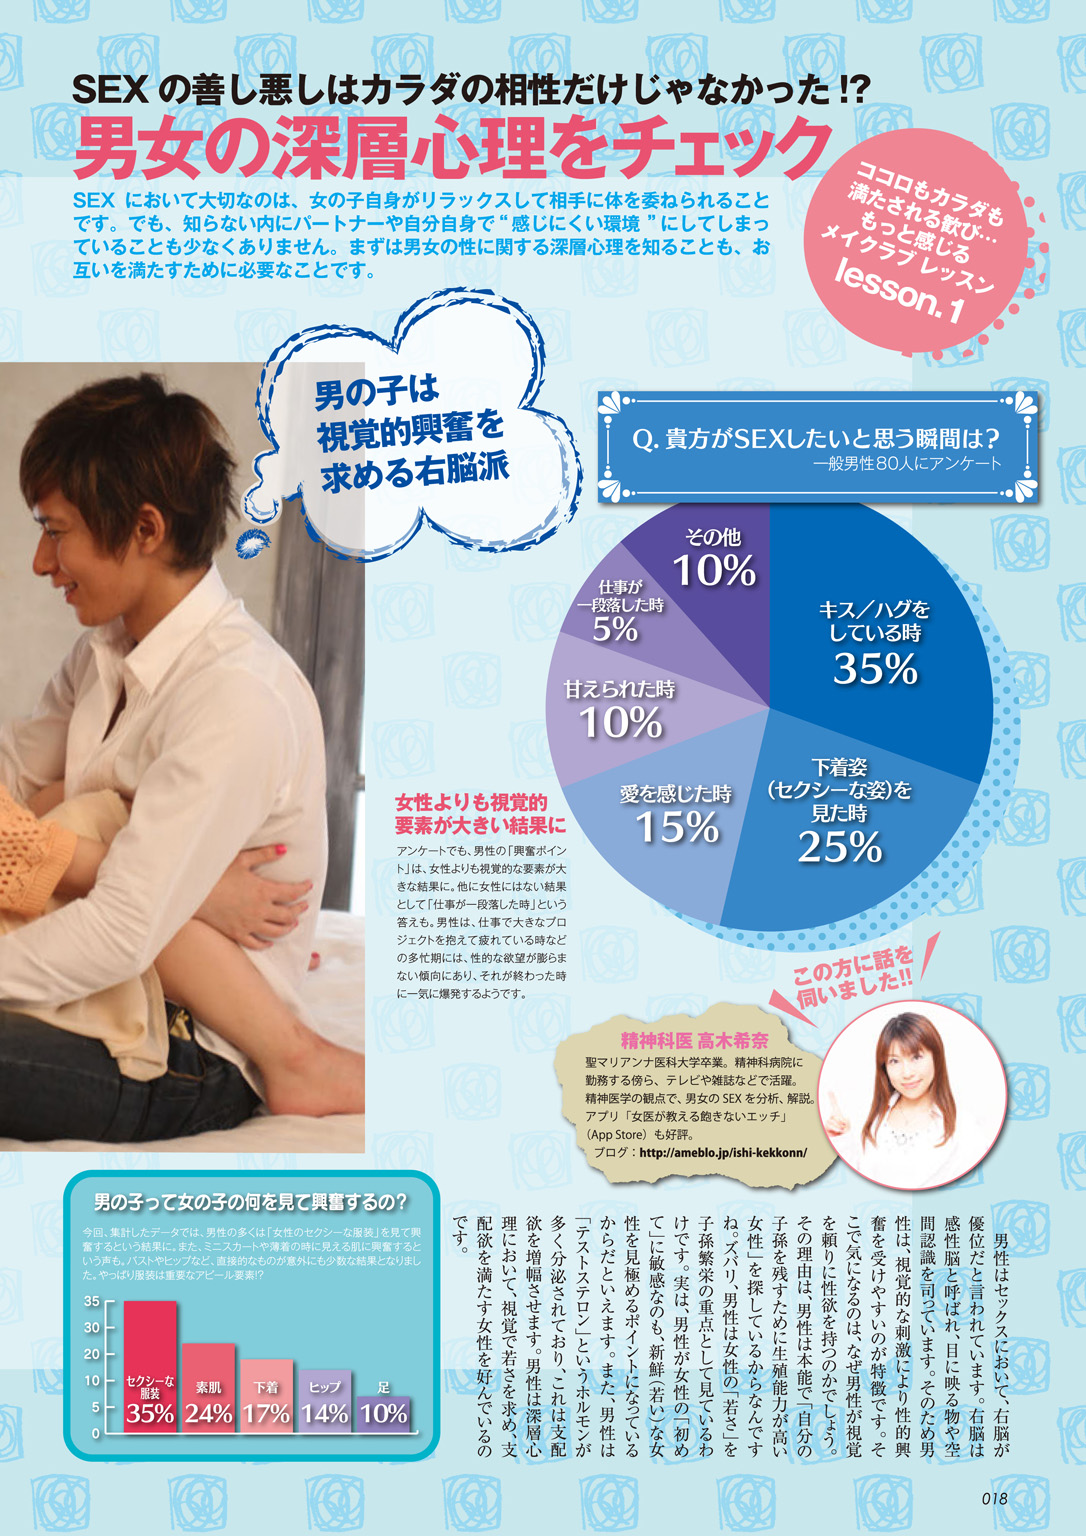 SEXの善し悪しはカラダの相性だけじゃなかった!?
男女の深層心理をチェック
SEX において大切なのは、女の子自身がリラックスして相手に体を委ねられること
です。でも、知らない内にパートナーや自分自身で“感じにくい環境”にしてしまっ
ていることも少なくありません。まずは男女の性に関する深層心理を知ることも、お
互いを満たすために必要なことです。
ココロもカラダも
満たされる歓び…
もっと感じる
メイクラブレッスン
lesson.1
男の子は
視覚的興奮を
求める右脳派
Q. 貴方がSEXしたいと思う瞬間は?
一般男性80人にアンケート
その他
10%
仕事が
一段落した時
5%
甘えられた時
10%
愛を感じた時
15%
キス／ハグを
している時
35%
下着姿
(セクシーな姿)を
見た時
25%
女性よりも視覚的
要素が大きい結果に
アンケートでも、男性の「興奮ポイン
ト」は、女性よりも視覚的な要素が大
きな結果に。他に女性にはない結果
として「仕事が一段落した時」という
答えも。男性は、仕事で大きなプロ
ジェクトを抱えて疲れている時など
の多忙期には、性的な欲望が膨らま
ない傾向にあり、それが終わった時
に一気に爆発するようです。
この方に話を
伺いました!!
精神科医 高木希奈
聖マリアンナ医科大学卒業。精神科病院に
勤務する傍ら、テレビや雑誌などで活躍。
精神医学の観点で、男女の SEX を分析、解説。
アプリ「女医が教える飽きないエッチ」
（App Store）も好評。
ブログ：http://ameblo.jp/ishi-kekkonn/
男の子って女の子の何を見て興奮するの?
今回、集計したデータでは、男性の多くは「女性のセクシーな服装」を見て興
奮するという結果に。また、ミニスカートや薄着の時に見える肌に興奮すると
いう声も。バストやヒップなど、直接的なものが意外にも少数な結果となりまし
た。やっぱり服装は重要なアピール要素!?
35
30
20
10
5
0
セクシーな
服装
35%
素肌
24%
下着
17%
ヒップ
14%
足
10%
男性はセックスにおいて、右脳が
優位だと言われています。右脳は
感性脳と呼ばれ、目に映る物や空
間認識を司っています。そのため男
性は、視覚的な刺激により性的興
奮を受けやすいのが特徴です。そ
こで気になるのは、なぜ男性が視覚
を頼りに性欲を持つのかでしょう。
その理由は、男性は本能で「自分の
子孫を残すために生殖能力が高い
女性」を探しているからなんです
ね。ズバリ、男性は女性の「若さ」を
子孫繁栄の重点として見ているわ
けです。実は、男性が女性の「初め
て」に敏感なのも、新鮮（若い）な女
性を見極めるポイントになっている
からだといえます。また、男性は
「テストステロン」というホルモンが
多く分泌されており、これは支配
欲を増幅させます。男性は深層心
理において、視覚で若さを求め、支
配欲を満たす女性を好んでいるの
です。
018